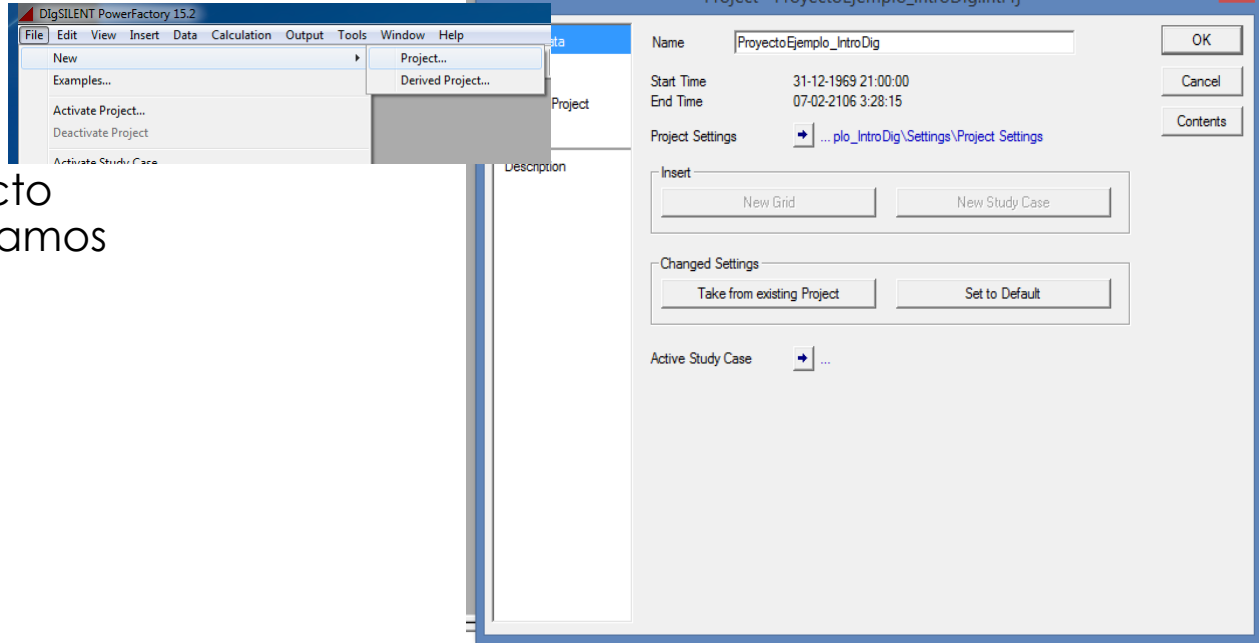 DIgSILENT PowerFactory 15.2
File Edit View Insert Data Calculation Output Tools Window Help
New Project...
Examples... Derived Project...
Activate Project...
Deactivate Project
Activate Study Case
cto
amos
Project
Description
Name ProyectoEjemplo_IntroDig
OK
Start Time 31-12-1969 21:00:00
Cancel
End Time 07-02-2106 3:28:15
Contents
Project Settings ... plo_IntroDig\Settings\Project Settings
Insert
New Grid New Study Case
Changed Settings
Take from existing Project Set to Default
Active Study Case ...